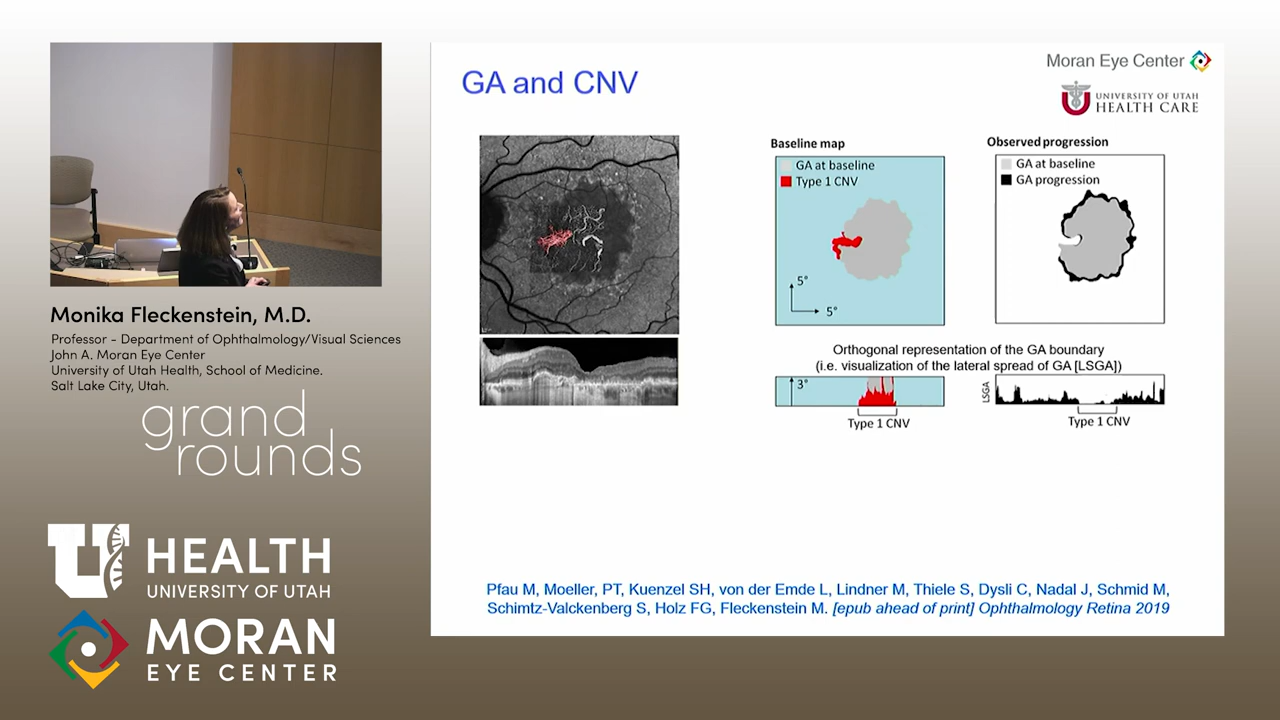 Moran Eye Center
UNIVERSITY OF UTAH
HEALTH CARE
GA and CNV
Baseline map
GA at baseline
Type 1 CNV
5°
5°
Observed progression
GA at baseline
GA progression
Orthogonal representation of the GA boundary
(i.e. visualization of the lateral spread of GA [LSGA])
3°
Type 1 CNV
LSGA
Type 1 CNV
Pfau M, Moeller, PT, Kuenzel SH, von der Emde L, Lindner M, Thiele S, Dysli C, Nadal J, Schmid M,
Schimtz-Valckenberg S, Holz FG, Fleckenstein M. [epub ahead of print] Ophthalmology Retina 2019
Monika Fleckenstein, M.D.
Professor - Department of Ophthalmology/Visual Sciences
John A. Moran Eye Center
University of Utah Health, School of Medicine.
Salt Lake City, Utah.
grand
rounds
U HEALTH
UNIVERSITY OF UTAH
MORAN
EYE CENTER